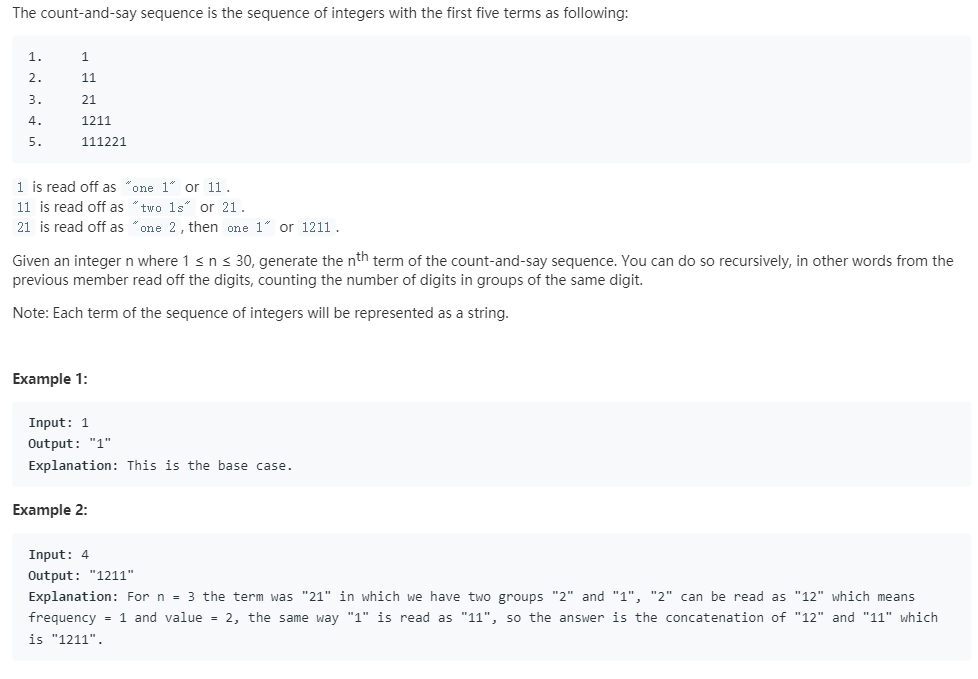 The count-and-say sequence is the sequence of integers with the first five terms as following:
1.     1
2.     11
3.     21
4.     1211
5.     111221
1 is read off as "one 1" or 11.
11 is read off as "two 1s" or 21.
21 is read off as "one 2, then one 1" or 1211.
Given an integer n where 1 ≤ n ≤ 30, generate the nth term of the count-and-say sequence. You can do so recursively, in other words from the
previous member read off the digits, counting the number of digits in groups of the same digit.
Note: Each term of the sequence of integers will be represented as a string.
Example 1:
Input: 1
Output: "1"
Explanation: This is the base case.
Example 2:
Input: 4
Output: "1211"
Explanation: For n = 3 the term was "21" in which we have two groups "2" and "1", "2" can be read as "12" which means
frequency = 1 and value = 2, the same way "1" is read as "11", so the answer is the concatenation of "12" and "11" which
is "1211".